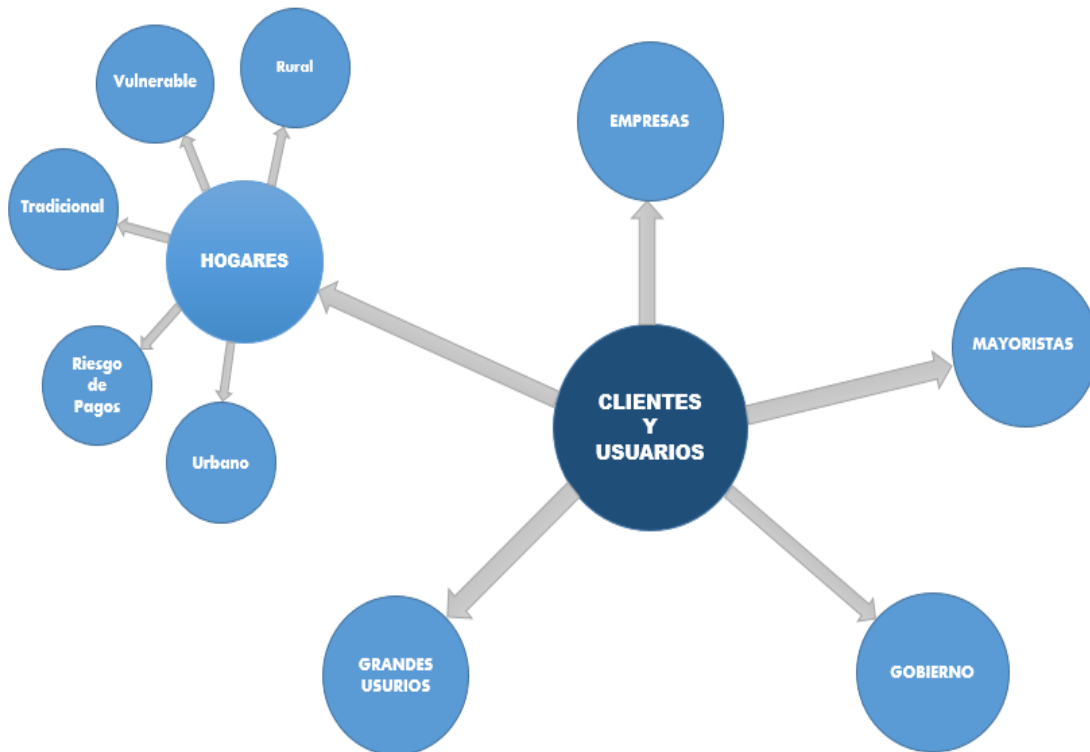 Rural
Vulnerable
EMPRESAS
Tradicional
HOGARES
MAYORISTAS
Riesgo
de
Pagos
CLIENTES
Y
USUARIOS
Urbano
GRANDES
USURIOS
GOBIERNO